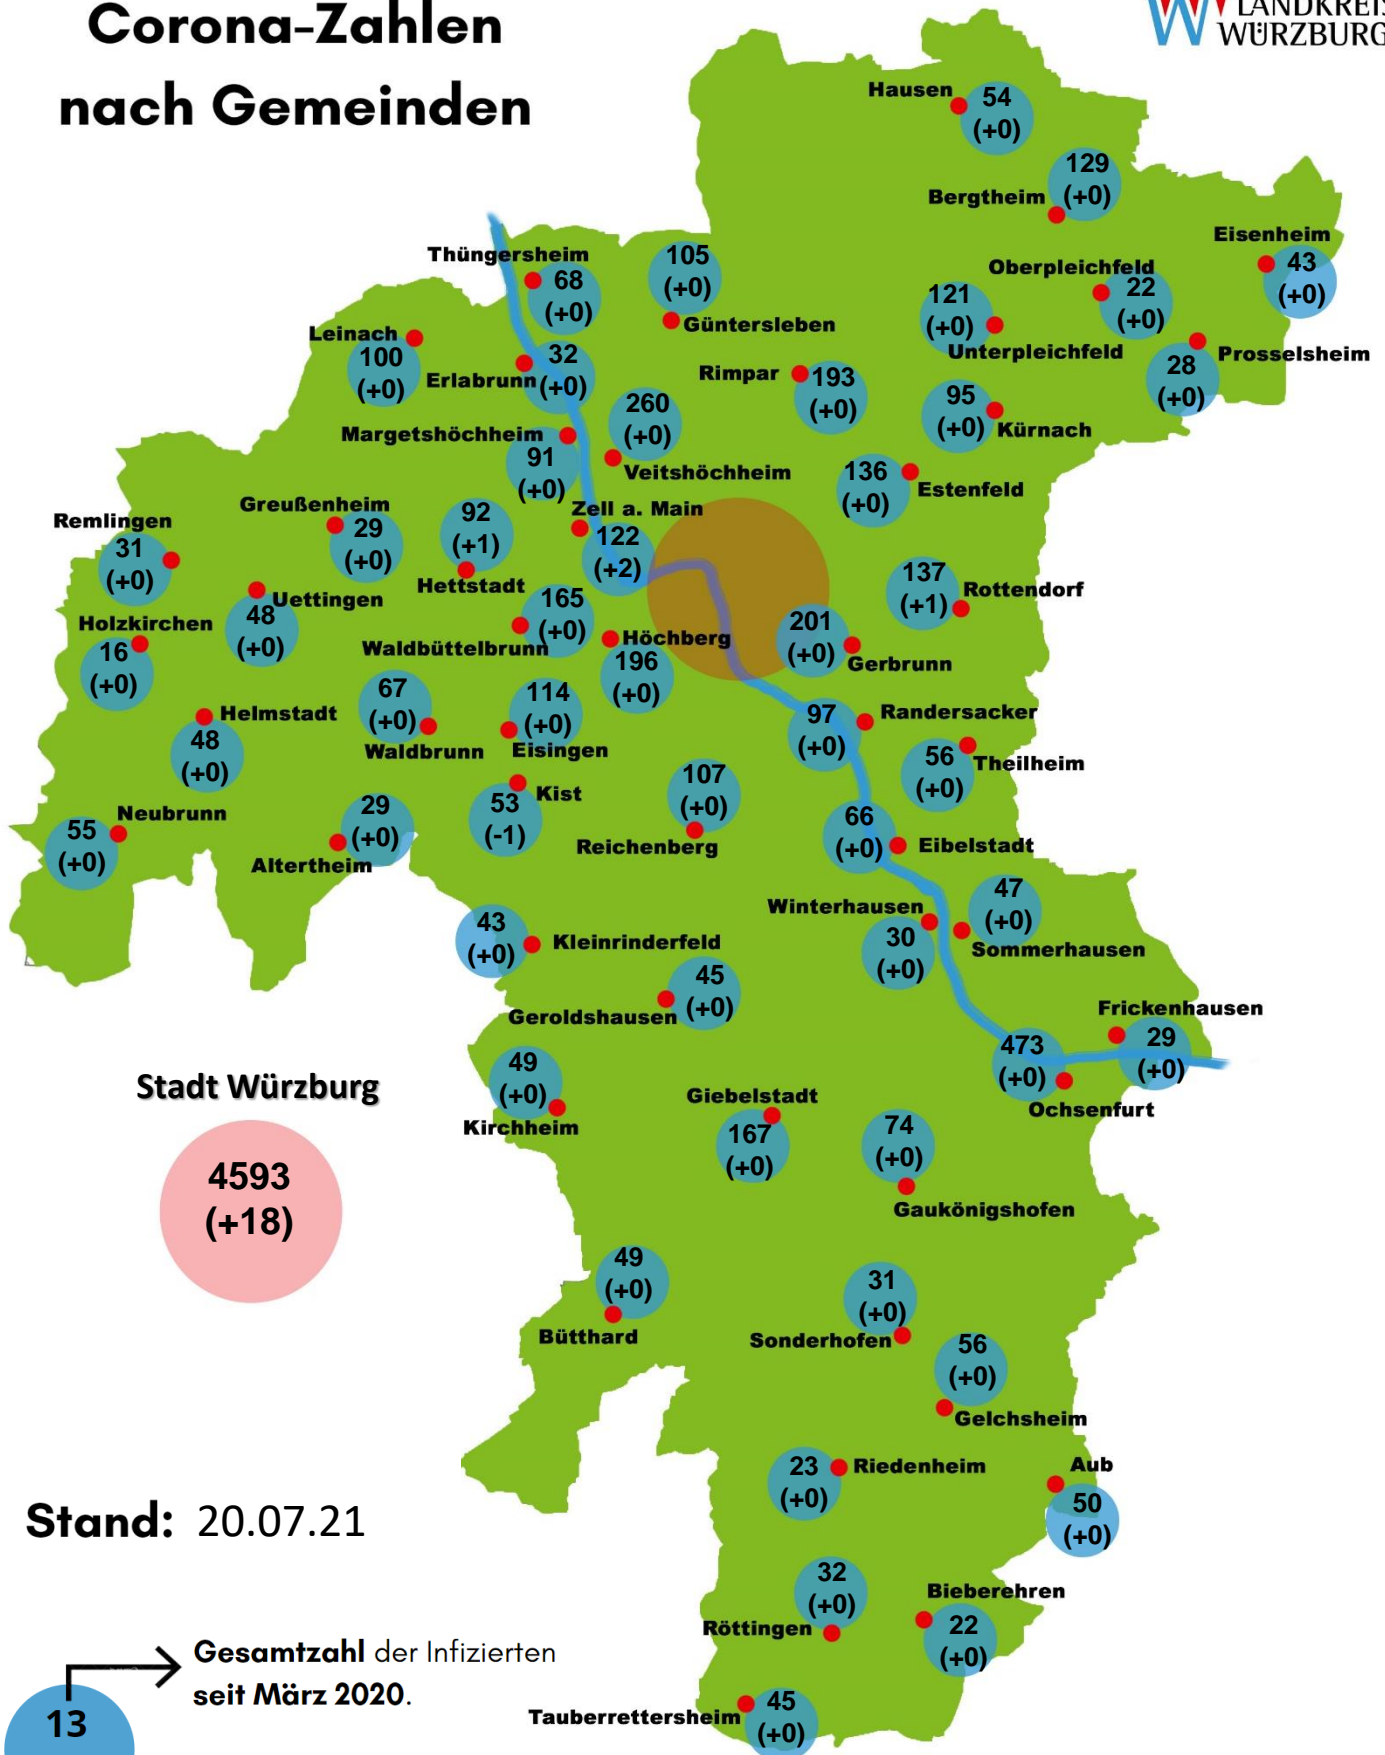 Corona-Zahlen
nach Gemeinden
LANDKREIS
WÜRZBURG
Hausen
54
(+0)
129
(+0)
Bergtheim
Eisenheim
43
(+0)
Oberpleichfeld
22
(+0)
121
(+0)
Unterpleichfeld
Prosselsheim
28
(+0)
Thüngersheim
68
(+0)
105
(+0)
Güntersleben
Leinach
100
(+0)
32
Erlabrunn (+0)
Rimpar
193
(+0)
95
(+0)
Kürnach
260
(+0)
Veitshöchheim
Margetshöchheim
91
(+0)
136
(+0)
Estenfeld
Zell a. Main
122
(+2)
Greußenheim
29
(+0)
92
(+1)
Hettstadt
Remlingen
31
(+0)
Uettingen
48
(+0)
Holzkirchen
16
(+0)
165
(+0)
Waldbüttelbrunn
Höchberg
196
(+0)
137
(+1)
Rottendorf
201
(+0)
Gerbrunn
Helmstadt
48
(+0)
67
(+0)
Waldbrunn
114
(+0)
Eisingen
97
(+0)
Randersacker
56
(+0)
Theilheim
Kist
53
(-1)
107
(+0)
Reichenberg
Neubrunn
55
(+0)
29
(+0)
Altertheim
66
(+0)
Eibelstadt
Winterhausen
30
(+0)
47
(+0)
Sommerhausen
43
(+0)
Kleinrinderfeld
45
(+0)
Geroldshausen
Frickenhausen
29
(+0)
473
(+0)
Ochsenfurt
49
(+0)
Kirchheim
Giebelstadt
167
(+0)
74
(+0)
Gaukönigshofen
Stadt Würzburg
4593
(+18)
49
(+0)
Bütthard
31
(+0)
Sonderhofen
56
(+0)
Gelchsheim
23
(+0)
Riedenheim
Aub
50
(+0)
Stand: 20.07.21
32
(+0)
Röttingen
Bieberehren
22
(+0)
Tauberrettersheim
45
(+0)
Gesamtzahl der Infizierten
seit März 2020.
13